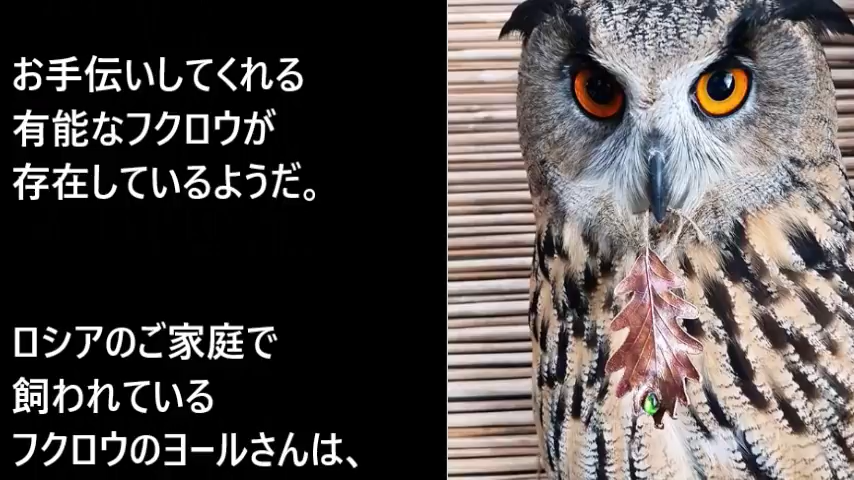 お手伝いしてくれる
有能なフクロウが
存在しているようだ。
ロシアのご家庭で
飼われている
フクロウのヨールさんは、